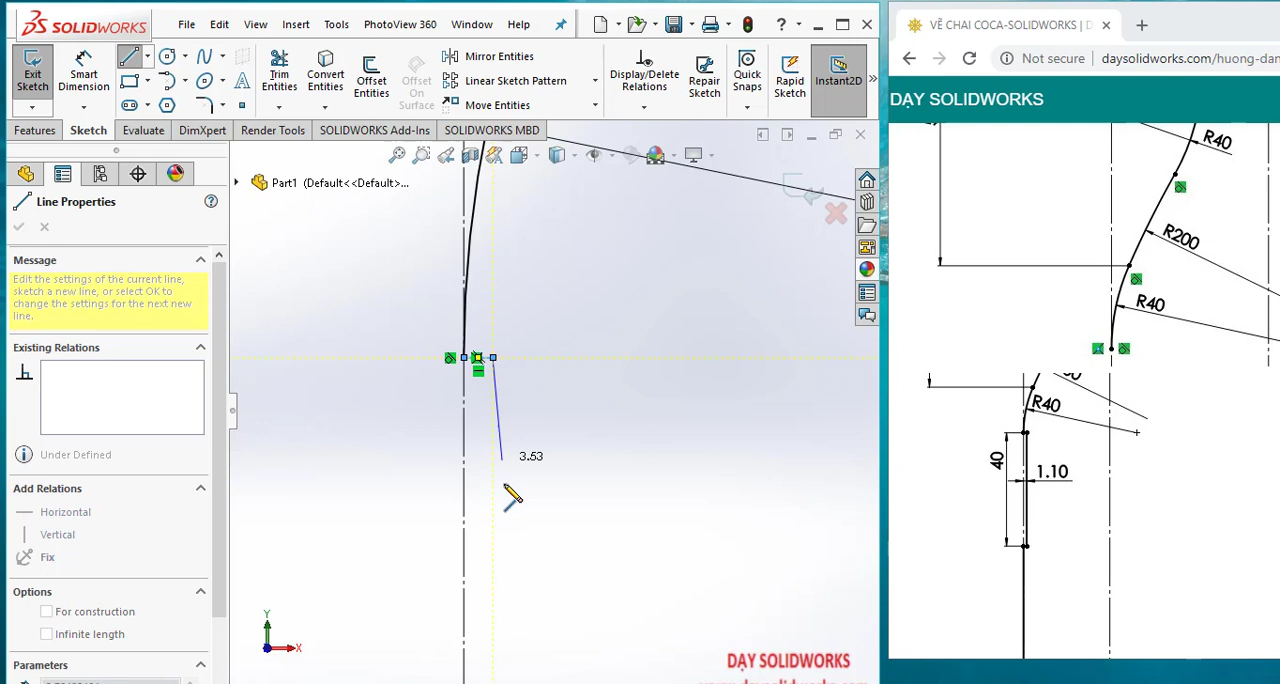 SOLIDWORKS
File Edit View Insert Tools PhotoView 360 Window Help
Exit Sketch
Smart Dimension
Trim Entities
Convert Entities
Offset Entities
Offset On Surface
Mirror Entities
Linear Sketch Pattern
Move Entities
Display/Delete Relations
Repair Sketch
Quick Snaps
Rapid Sketch
Instant2D
Features Sketch Evaluate DimXpert Render Tools SOLIDWORKS Add-Ins SOLIDWORKS MBD
Part1 (Default<<Default>...
Line Properties
Message
Edit the settings of the current line,
sketch a new line, or select OK to
change the settings for the next new
line.
Existing Relations
Under Defined
Add Relations
Horizontal
Vertical
Fix
Options
For construction
Infinite length
Parameters
3.53
Y
X
DẠY SOLIDWORKS
VẼ CHAI COCA-SOLIDWORKS | D
Not secure daysolidworks.com/huong-dan
DẠY SOLIDWORKS
R40
R200
R40
R40
40
1.10